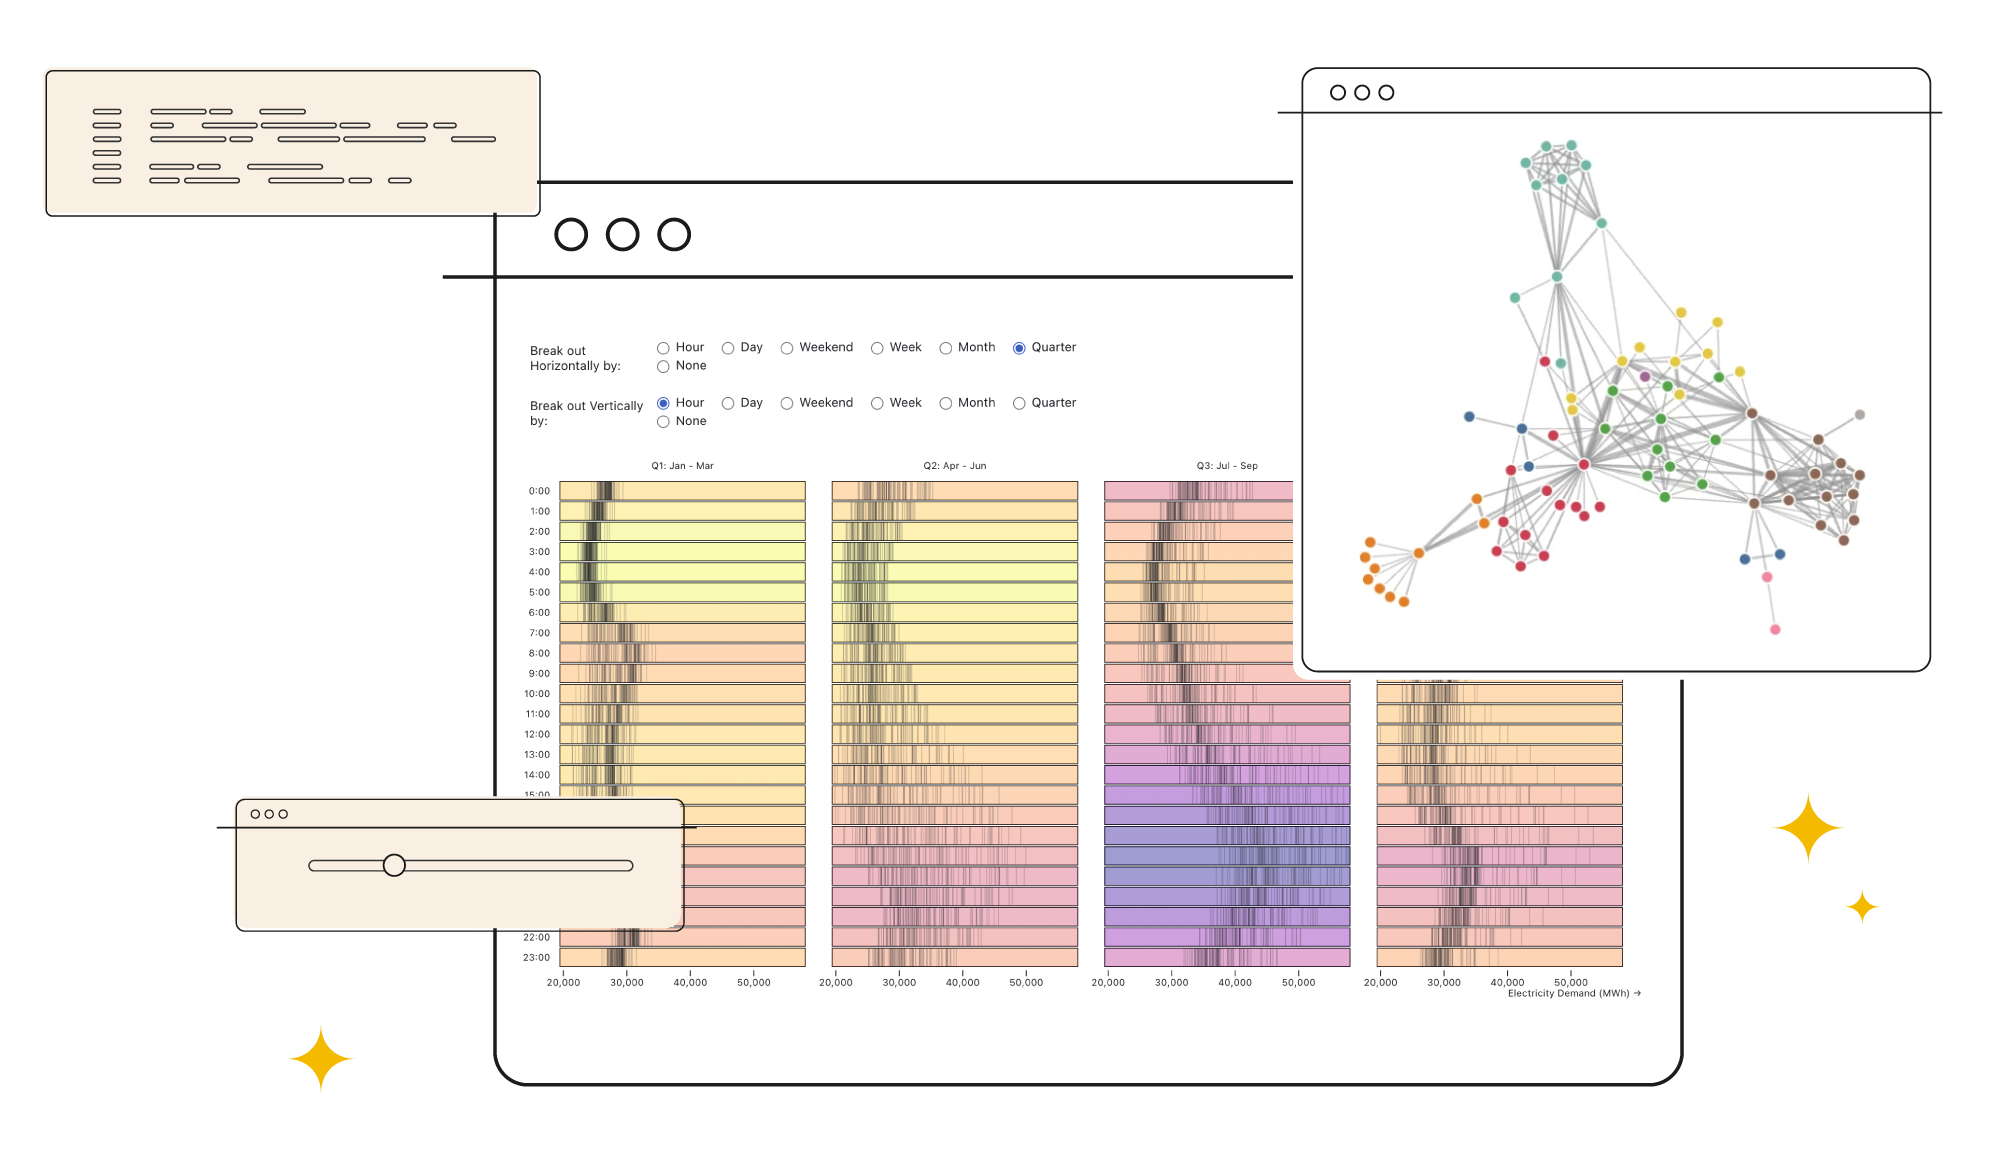 Break out
Horizontally by:
Hour Day Weekend Week Month Quarter
None
Break out Vertically
by:
Hour Day Weekend Week Month Quarter
None
Q1: Jan - Mar Q2: Apr - Jun Q3: Jul - Sep
0:00
1:00
2:00
3:00
4:00
5:00
6:00
7:00
8:00
9:00
10:00
11:00
12:00
13:00
14:00
15:00
22:00
23:00
20,000 30,000 40,000 50,000 20,000 30,000 40,000 50,000 20,000 30,000 40,000 50,000 20,000 30,000 40,000 50,000
Electricity Demand (MWh) →